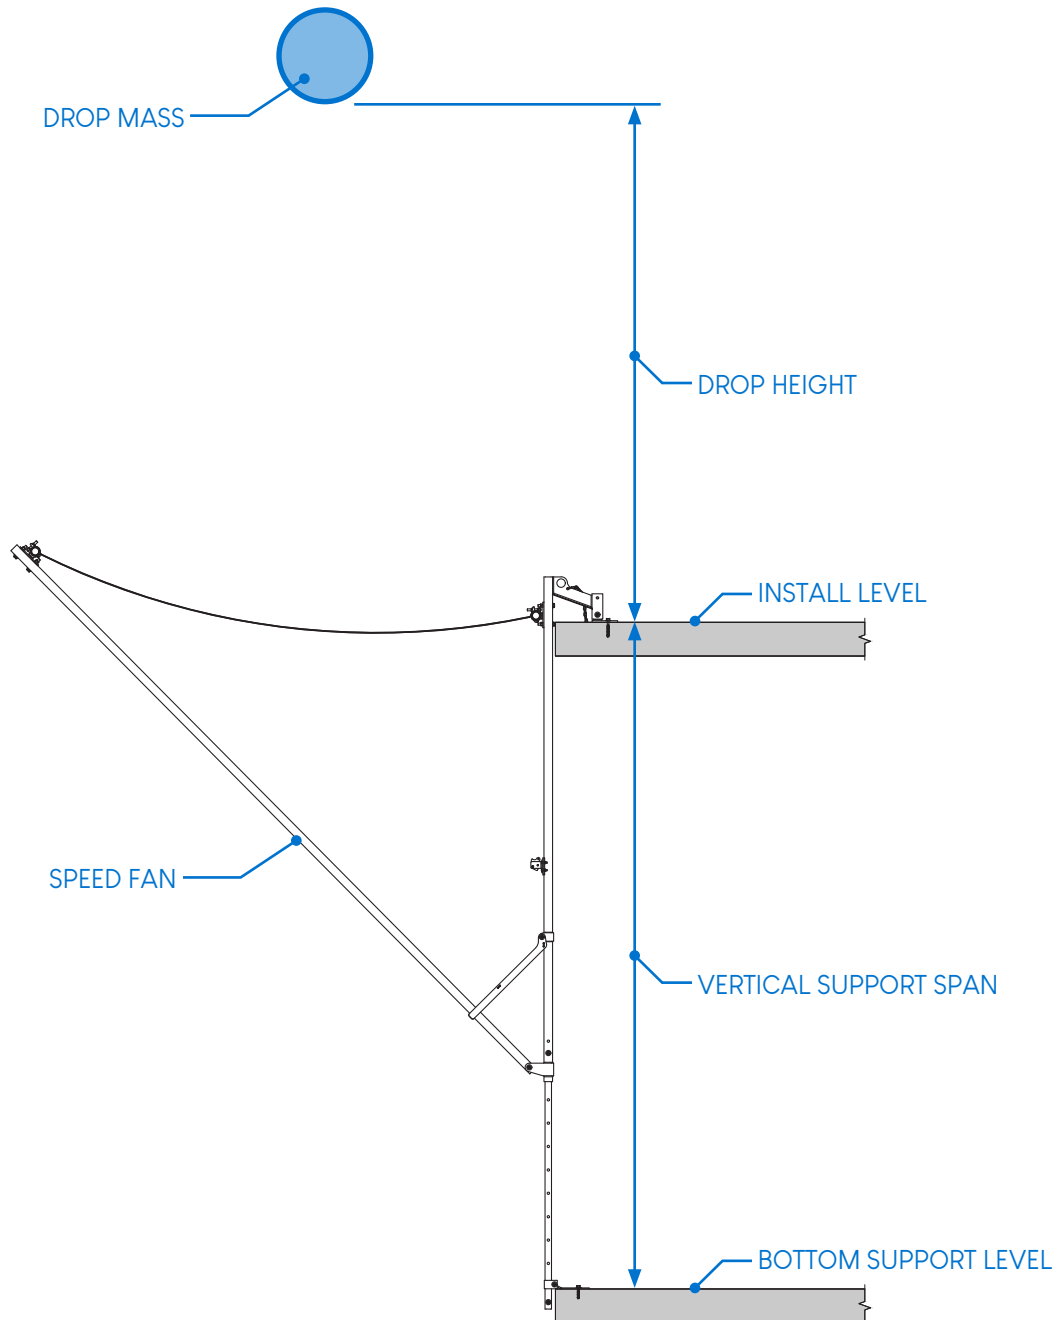 DROP MASS
DROP HEIGHT
INSTALL LEVEL
SPEED FAN
VERTICAL SUPPORT SPAN
BOTTOM SUPPORT LEVEL